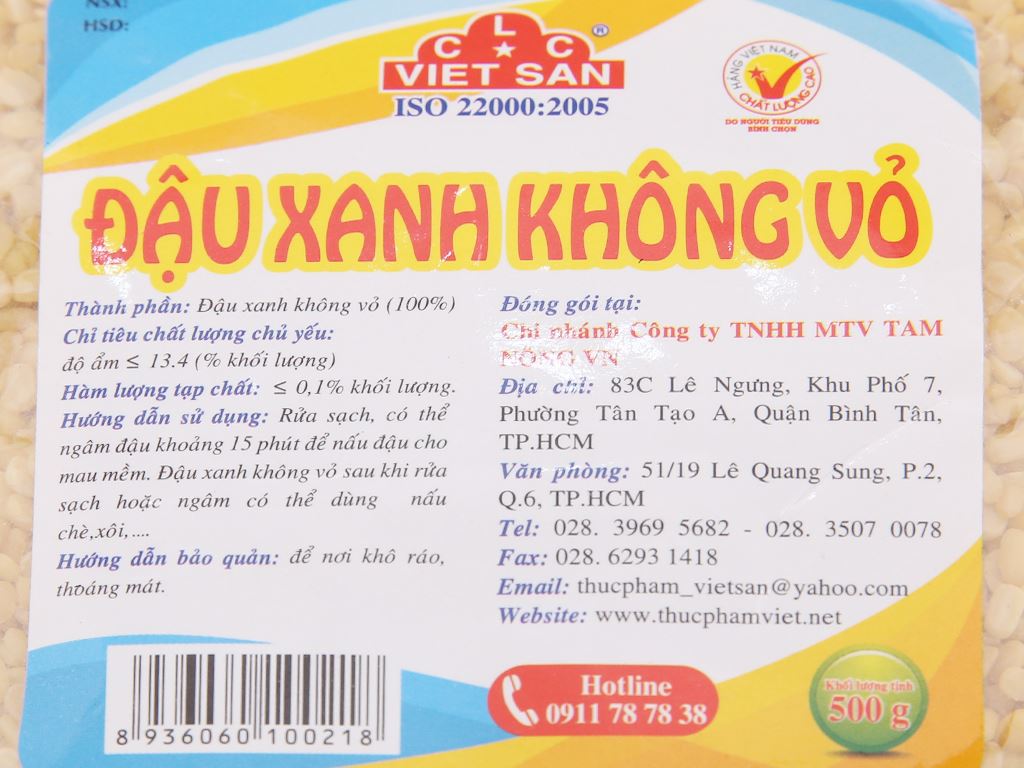 NSX:
HSD:
C L C ®
VIET SAN
ISO 22000:2005
HÀNG VIỆT NAM
CHẤT LƯỢNG CAO
DO NGƯỜI TIÊU DÙNG
BÌNH CHỌN
ĐẬU XANH KHÔNG VỎ
Thành phần: Đậu xanh không vỏ (100%)
Chỉ tiêu chất lượng chủ yếu:
độ ẩm ≤ 13.4 (% khối lượng)
Hàm lượng tạp chất: ≤ 0,1% khối lượng.
Hướng dẫn sử dụng: Rửa sạch, có thể
ngâm đậu khoảng 15 phút để nấu đậu cho
mau mềm. Đậu xanh không vỏ sau khi rửa
sạch hoặc ngâm có thể dùng nấu
chè,xôi,....
Hướng dẫn bảo quản: để nơi khô ráo,
thoáng mát.
Đóng gói tại:
Chi nhánh Công ty TNHH MTV TAM
NÔNG VN
Địa chỉ: 83C Lê Ngưng, Khu Phố 7,
Phường Tân Tạo A, Quận Bình Tân,
TP.HCM
Văn phòng: 51/19 Lê Quang Sung, P.2,
Q.6, TP.HCM
Tel: 028. 3969 5682 - 028. 3507 0078
Fax: 028. 6293 1418
Email: thucpham_vietsan@yahoo.com
Website: www.thucphamviet.net
8 936060 100218
Hotline
0911 78 78 38
Khối lượng tịnh
500 g